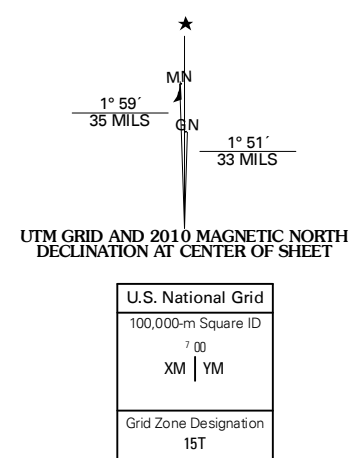 MN
1° 59´
35 MILS
GN
1° 51´
33 MILS
UTM GRID AND 2010 MAGNETIC NORTH
DECLINATION AT CENTER OF SHEET
U.S. National Grid
100,000-m Square ID
7 00
XM YM
Grid Zone Designation
15T